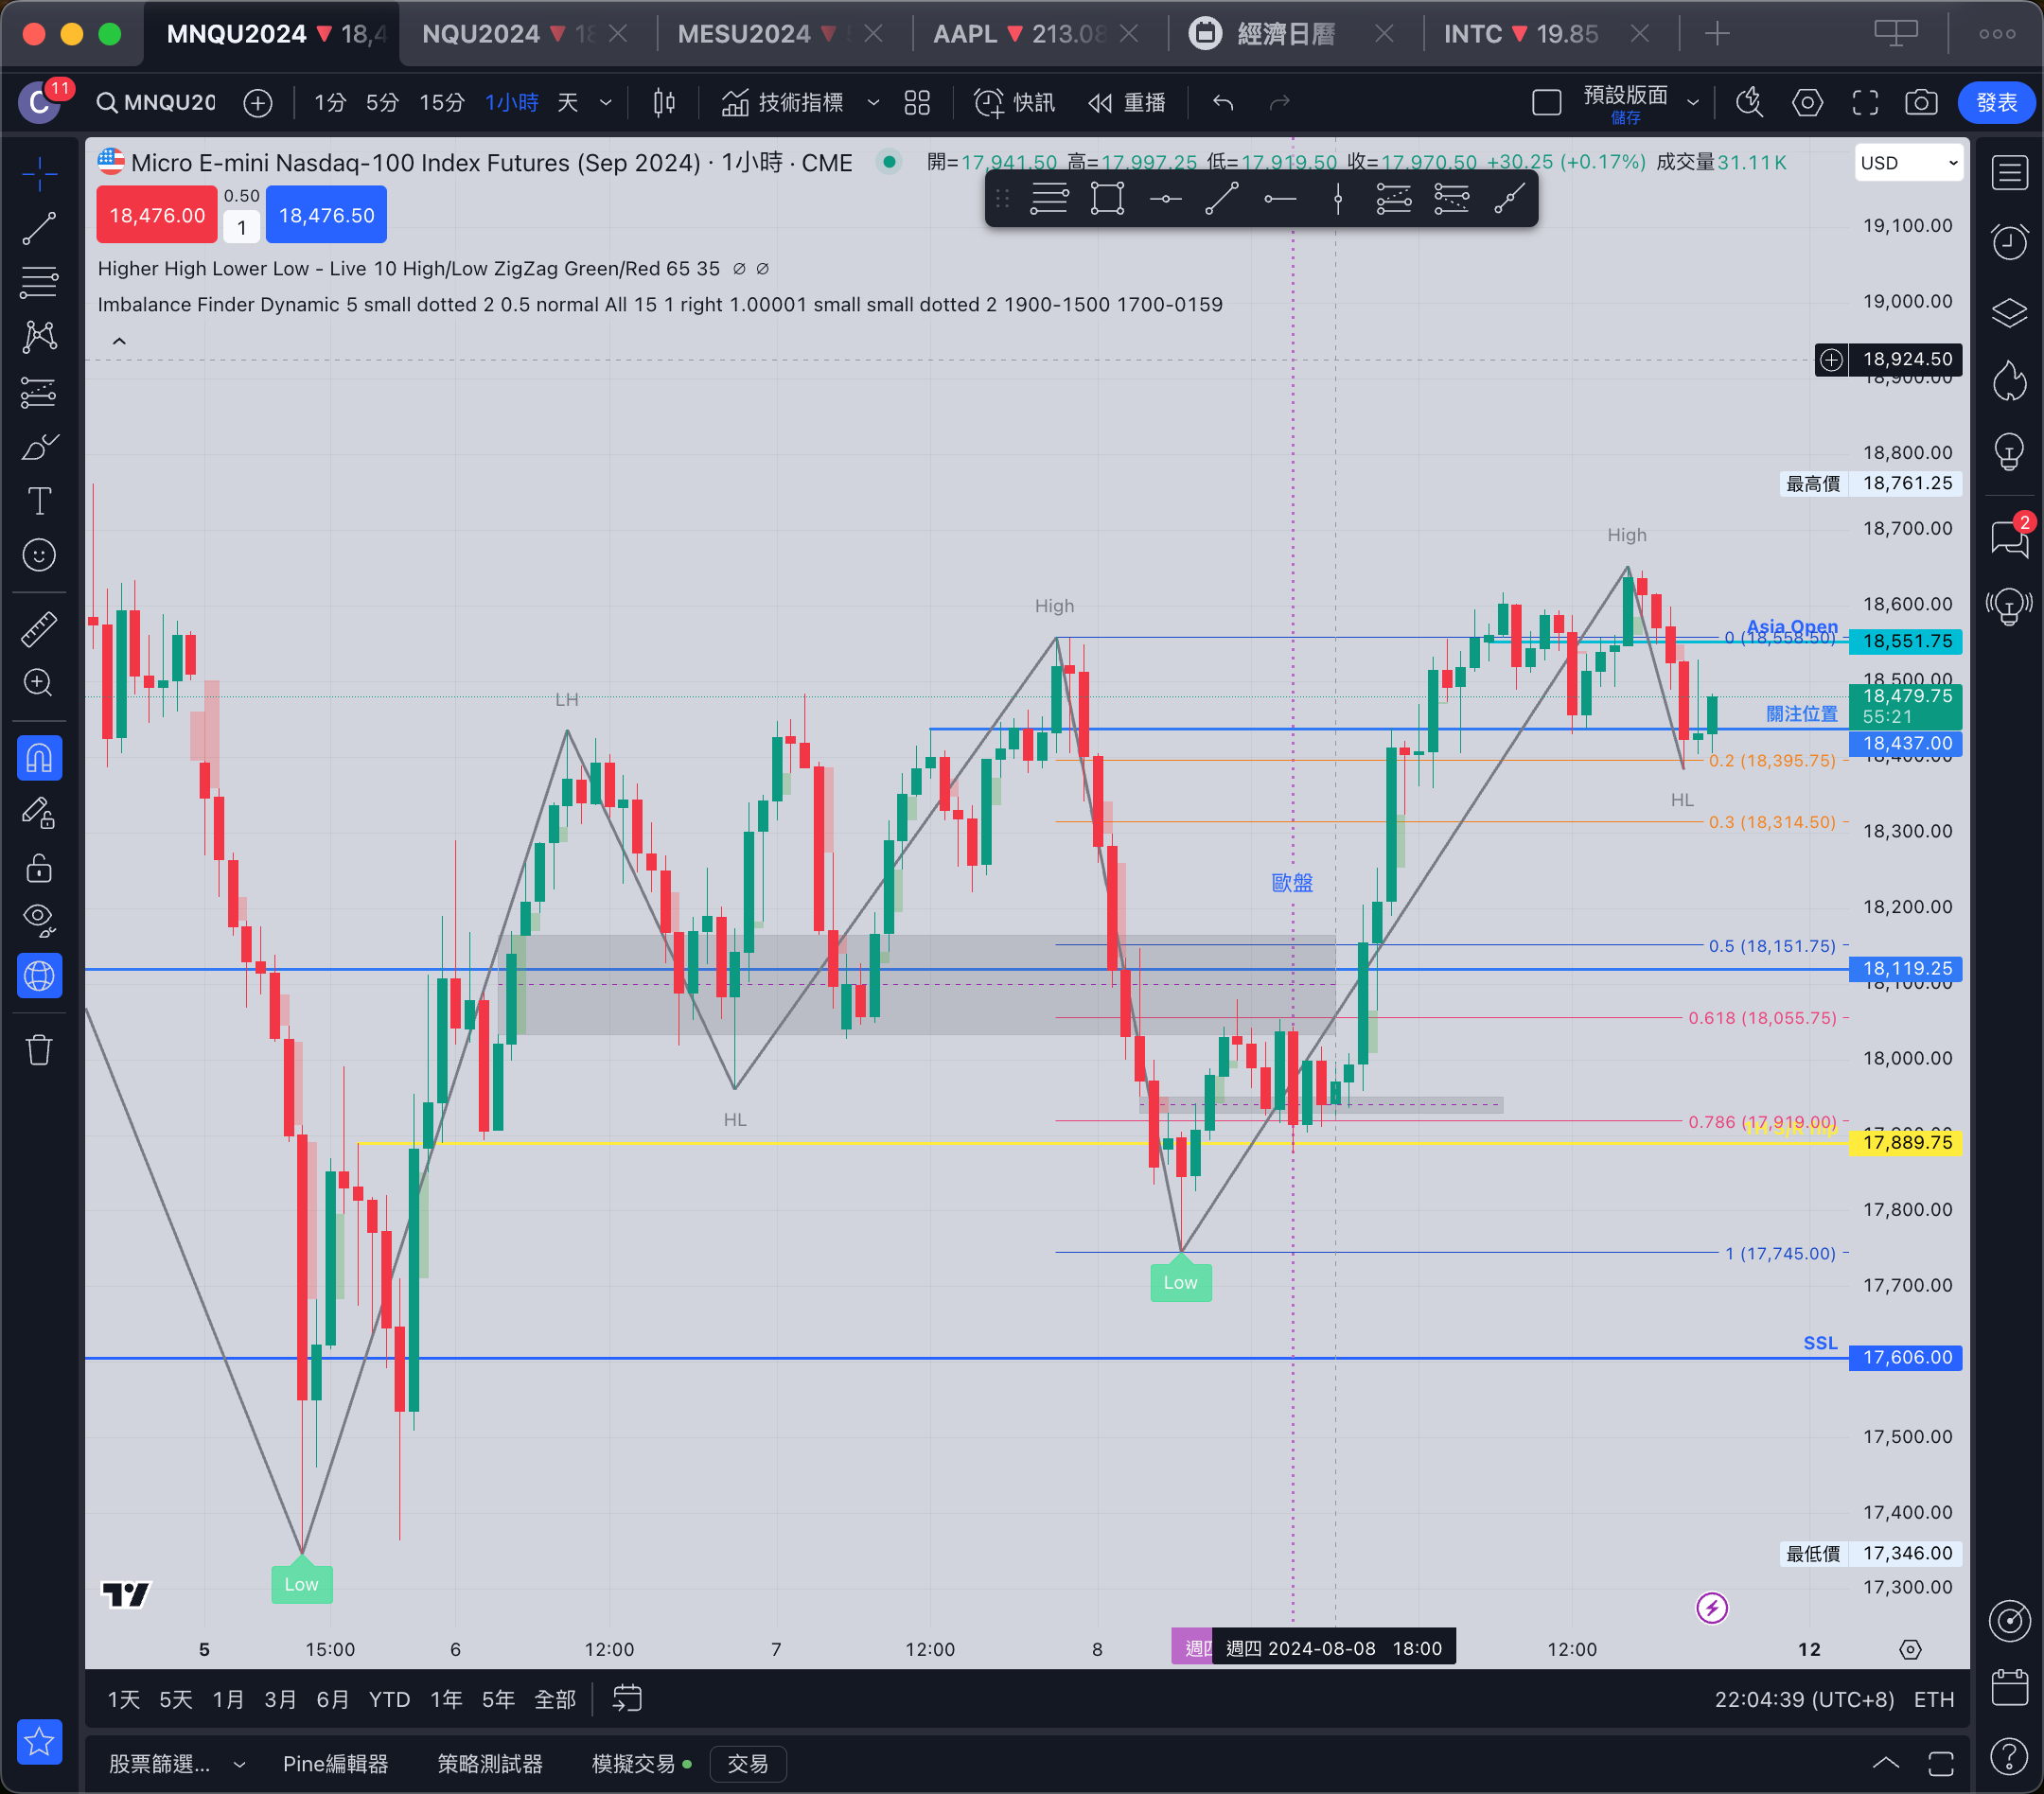 MNQU2024 ▼ 18,4
NQU2024 ▼ 18
MESU2024 ▼
AAPL ▼ 213.08
經濟日曆
INTC ▼ 19.85
C
11
MNQU20
1分 5分 15分 1小時 天
技術指標
快訊
重播
預設版面
儲存
發表
Micro E-mini Nasdaq-100 Index Futures (Sep 2024) · 1小時 · CME
開=17,941.50 高=17,997.25 低=17,919.50 收=17,970.50 +30.25 (+0.17%) 成交量31.11K
USD
18,476.00
0.50
1
18,476.50
Higher High Lower Low - Live 10 High/Low ZigZag Green/Red 65 35 ∅ ∅
Imbalance Finder Dynamic 5 small dotted 2 0.5 normal All 15 1 right 1.00001 small small dotted 2 1900-1500 1700-0159
19,100.00
19,000.00
18,924.50
18,900.00
18,800.00
最高價 18,761.25
18,700.00
High
High
18,600.00
Asia Open
0 (18,558.50)
18,551.75
18,500.00
18,479.75
55:21
LH
關注位置
18,437.00
18,400.00
0.2 (18,395.75)
HL
0.3 (18,314.50)
18,300.00
歐盤
18,200.00
0.5 (18,151.75)
18,119.25
18,100.00
0.618 (18,055.75)
18,000.00
HL
0.786 (17,919.00)
17,889.75
17,800.00
1 (17,745.00)
Low
17,700.00
SSL
17,606.00
17,500.00
17,400.00
最低價 17,346.00
Low
17,300.00
5 15:00 6 12:00 7 12:00 8
週四
週四 2024-08-08 18:00
12:00 12
1天 5天 1月 3月 6月 YTD 1年 5年 全部
22:04:39 (UTC+8) ETH
股票篩選...
Pine編輯器
策略測試器
模擬交易
交易
2